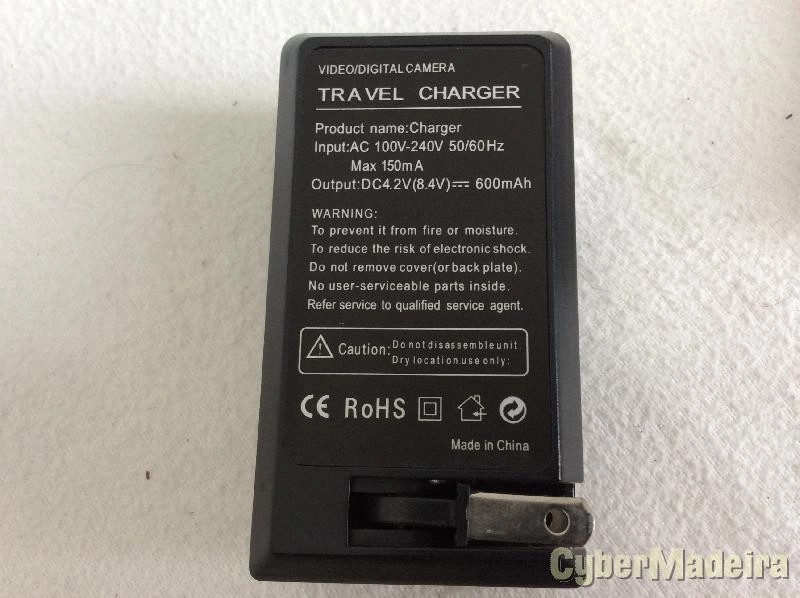 VIDEO/DIGITAL CAMERA
TRAVEL CHARGER
Product name:Charger
Input:AC 100V-240V 50/60Hz
Max 150mA
Output:DC4.2V(8.4V)⎓ 600mAh
WARNING:
To prevent it from fire or moisture.
To reduce the risk of electronic shock.
Do not remove cover(or back plate).
No user-serviceable parts inside.
Refer service to qualified service agent.
Caution: Do not disassemble unit.
Dry location.use only:
CE RoHS
Made in China
CyberMadeira